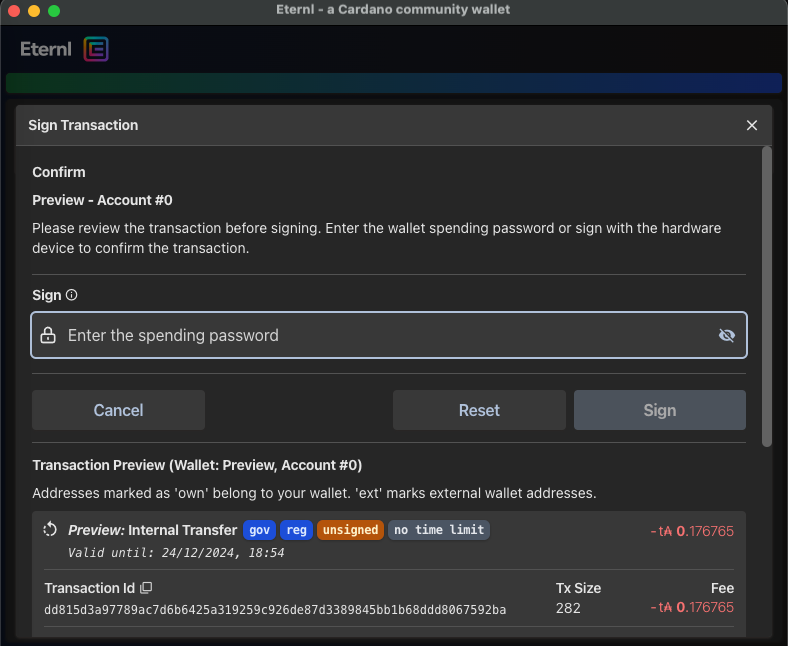 Eternl - a Cardano community wallet
Eternl
Sign Transaction
Confirm
Preview - Account #0
Please review the transaction before signing. Enter the wallet spending password or sign with the hardware
device to confirm the transaction.
Sign
Enter the spending password
Cancel Reset Sign
Transaction Preview (Wallet: Preview, Account #0)
Addresses marked as 'own' belong to your wallet. 'ext' marks external wallet addresses.
Preview: Internal Transfer gov reg unsigned no time limit -t₳ 0.176765
Valid until: 24/12/2024, 18:54
Transaction Id Tx Size Fee
dd815d3a97789ac7d6b6425a319259c926de87d3389845bb1b68ddd8067592ba 282 -t₳ 0.176765